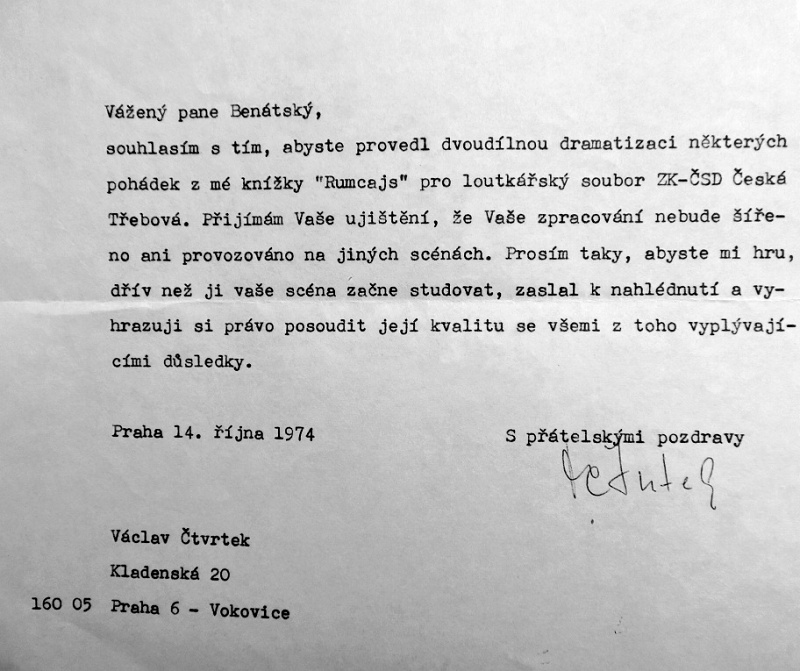 Vážený pane Benátský,
souhlasím s tím, abyste provedl dvoudílnou dramatizaci některých
pohádek z mé knížky "Rumcajs" pro loutkářský soubor ZK-ČSD Česká
Třebová. Přijímám Vaše ujištění, že Vaše zpracování nebude šíře-
no ani provozováno na jiných scénách. Prosím taky, abyste mi hru,
dřív než ji vaše scéna začne studovat, zaslal k nahlédnutí a vy-
hrazuji si právo posoudit její kvalitu se všemi z toho vyplývají-
cími důsledky.
Praha 14. října 1974
S přátelskými pozdravy
Václav Čtvrtek
Kladenská 20
160 05 Praha 6 - Vokovice